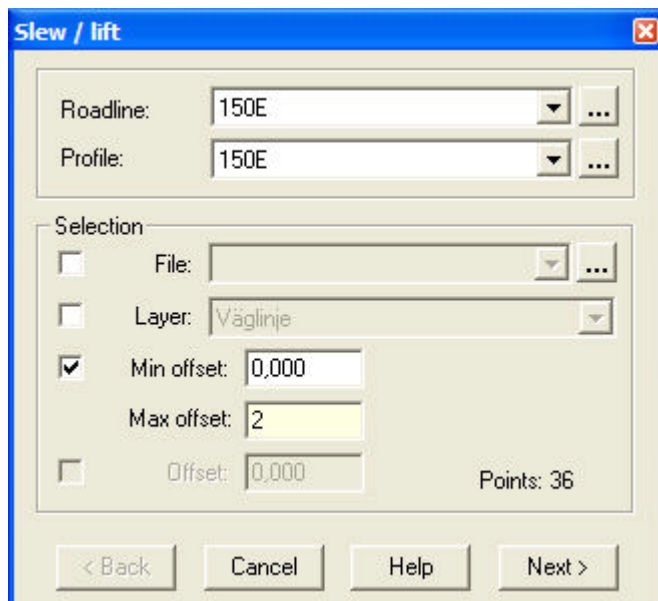 Slew / lift
Roadline: 150E ...
Profile: 150E ...
Selection
File: ...
Layer: Väglinje
Min offset: 0,000
Max offset: 2
Offset: 0,000 Points: 36
< Back Cancel Help Next >